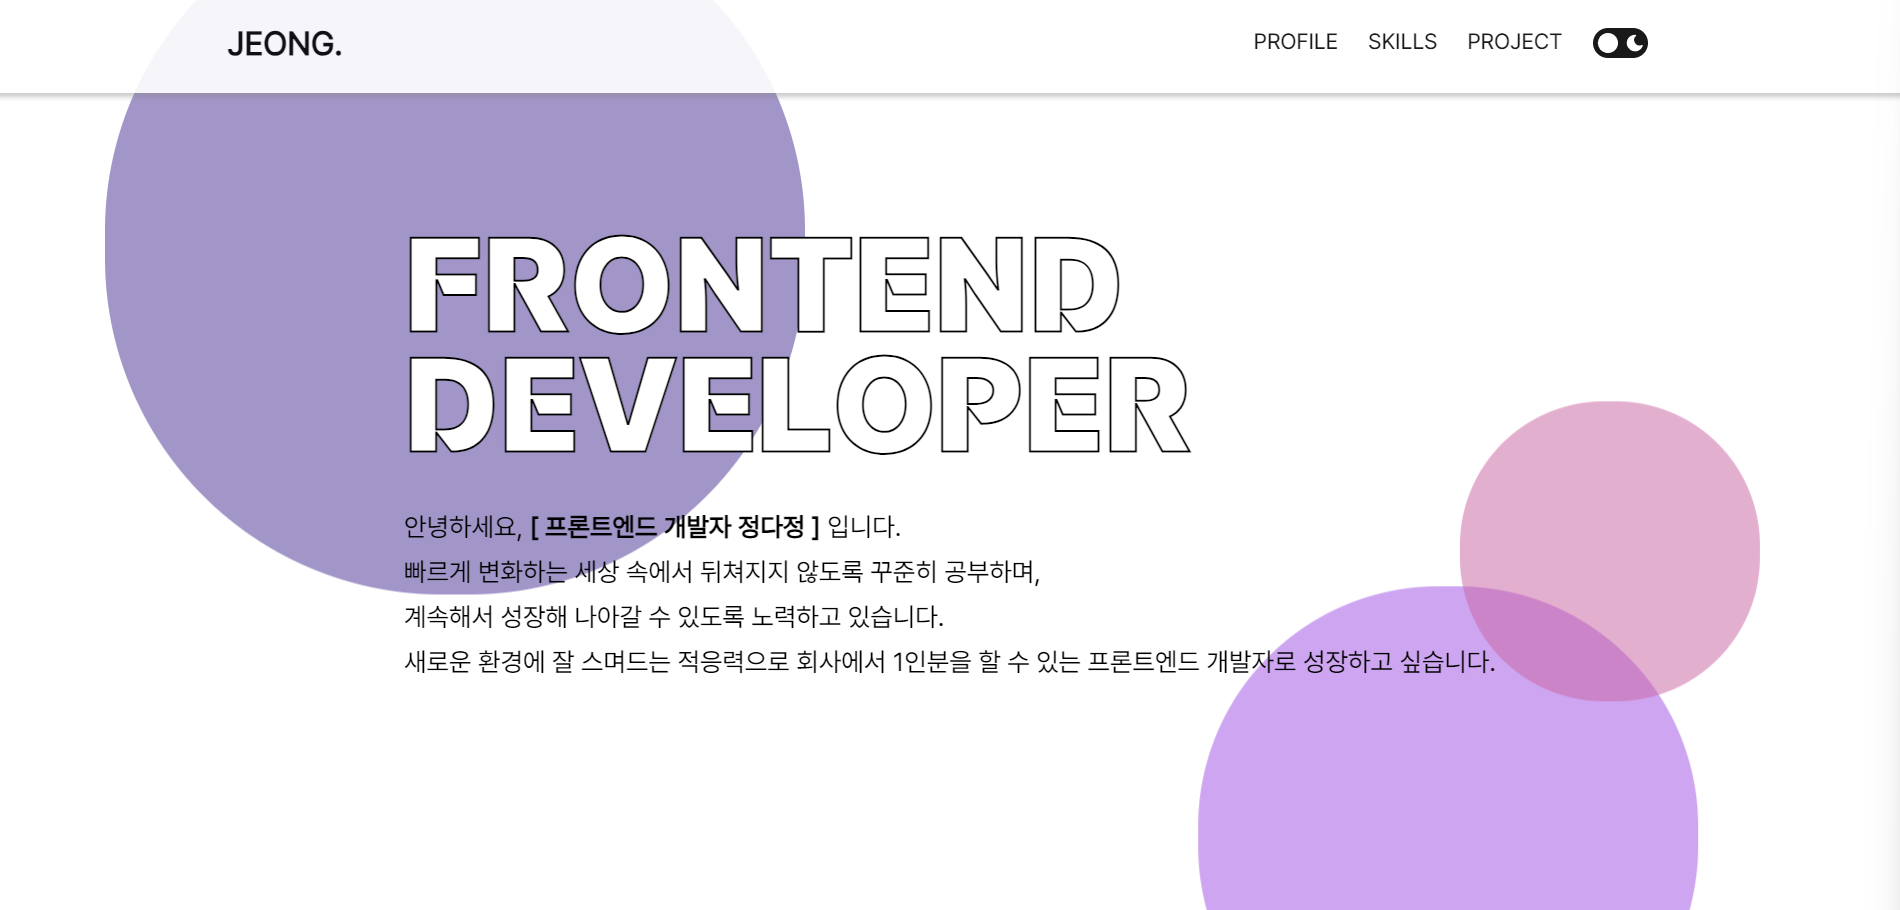 JEONG.
PROFILE SKILLS PROJECT
FRONTEND
DEVELOPER
안녕하세요, [ 프론트엔드 개발자 정다정 ] 입니다.
빠르게 변화하는 세상 속에서 뒤쳐지지 않도록 꾸준히 공부하며,
계속해서 성장해 나아갈 수 있도록 노력하고 있습니다.
새로운 환경에 잘 스며드는 적응력으로 회사에서 1인분을 할 수 있는 프론트엔드 개발자로 성장하고 싶습니다.